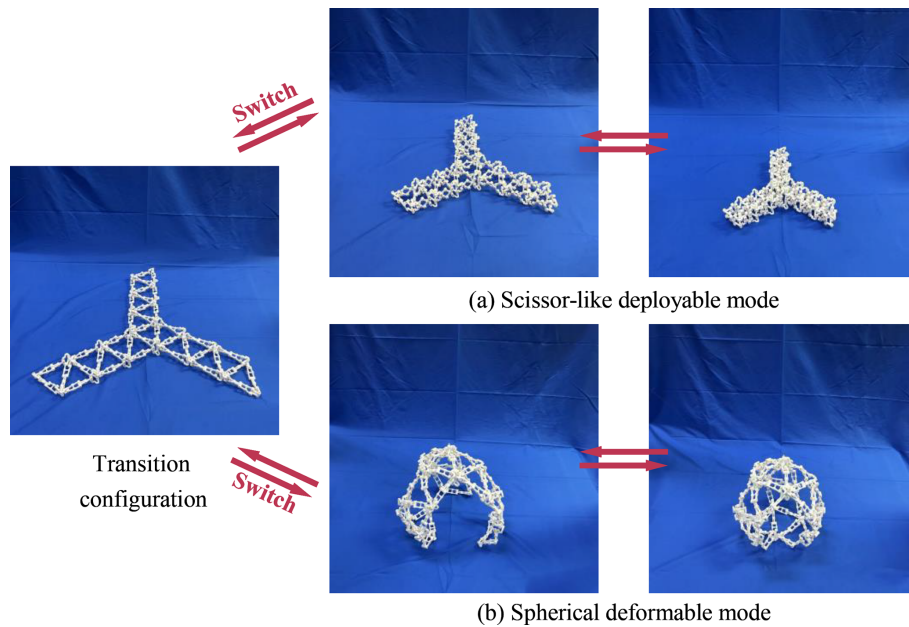 Switch
(a) Scissor-like deployable mode
Transition
configuration
Switch
(b) Spherical deformable mode